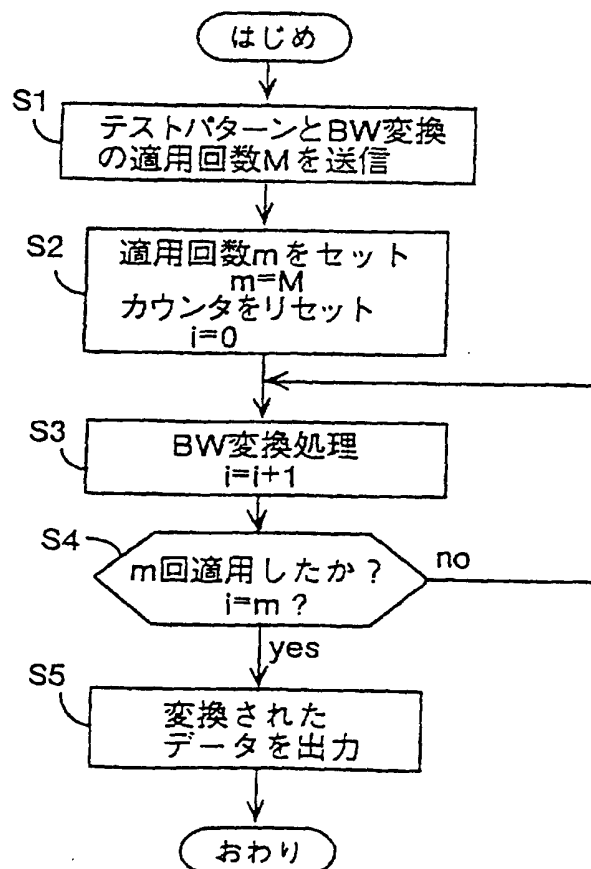 はじめ
S1
テストパターンとBW変換
の適用回数Mを送信
S2
適用回数mをセット
m=M
カウンタをリセット
i=0
S3
BW変換処理
i=i+1
S4
m回適用したか?
i=m?
no
yes
S5
変換された
データを出力
おわり